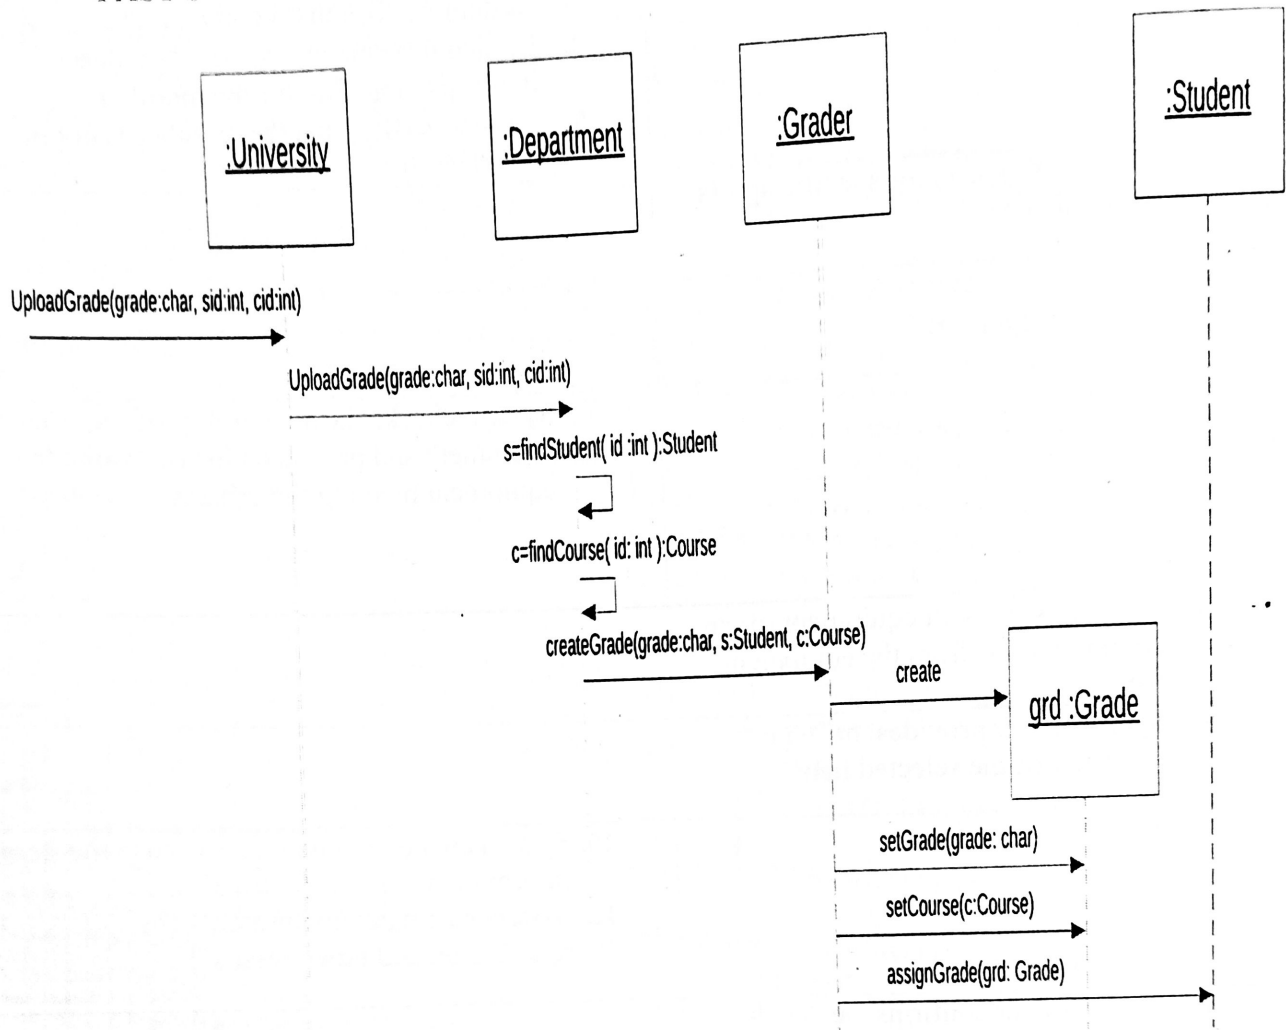 :University
:Department
:Grader
:Student
UploadGrade(grade:char, sid:int, cid:int)
UploadGrade(grade:char, sid:int, cid:int)
s=findStudent( id :int ):Student
c=findCourse( id: int ):Course
createGrade(grade:char, s:Student, c:Course)
create
grd :Grade
setGrade(grade: char)
setCourse(c:Course)
assignGrade(grd: Grade)